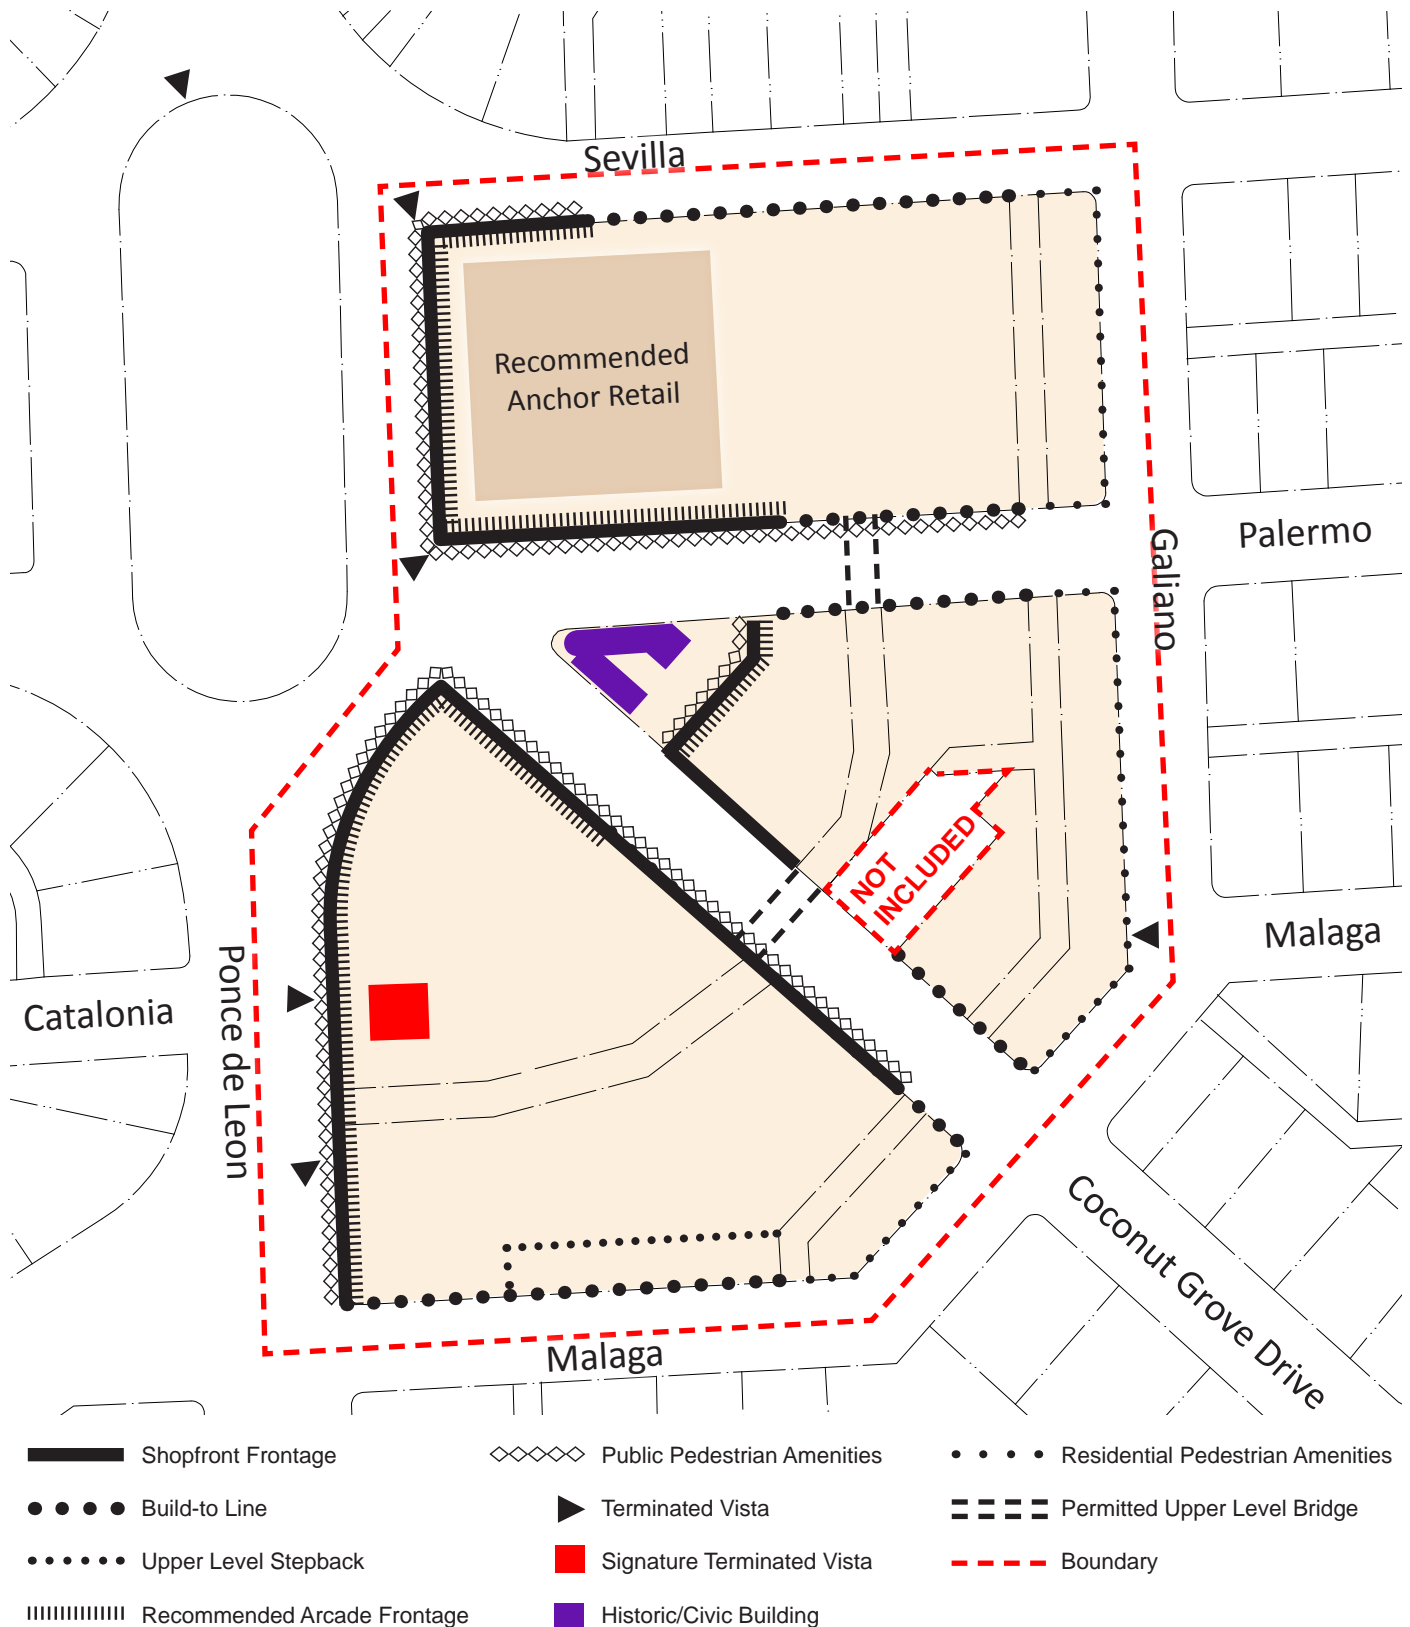 Sevilla
Recommended
Anchor Retail
Palermo
Galiano
NOT
INCLUDED
Malaga
Catalonia
Ponce de Leon
Coconut Grove Drive
Malaga
Shopfront Frontage
Public Pedestrian Amenities
Residential Pedestrian Amenities
Build-to Line
Terminated Vista
Permitted Upper Level Bridge
Upper Level Stepback
Signature Terminated Vista
Boundary
Recommended Arcade Frontage
Historic/Civic Building